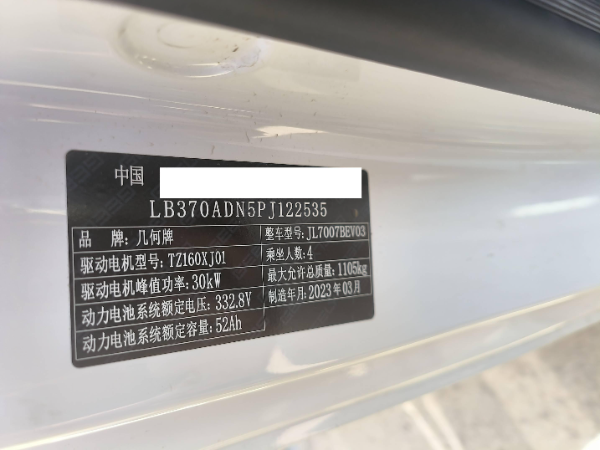 中国
LB370ADN5PJ122535
品 牌:几何牌 整车型号:JL7007BEV03
驱动电机型号:TZ160XJ01 乘坐人数:4
驱动电机峰值功率:30kW 最大允许总质量:1105kg
动力电池系统额定电压:332.8V 制造年月:2023年03月
动力电池系统额定容量:52Ah